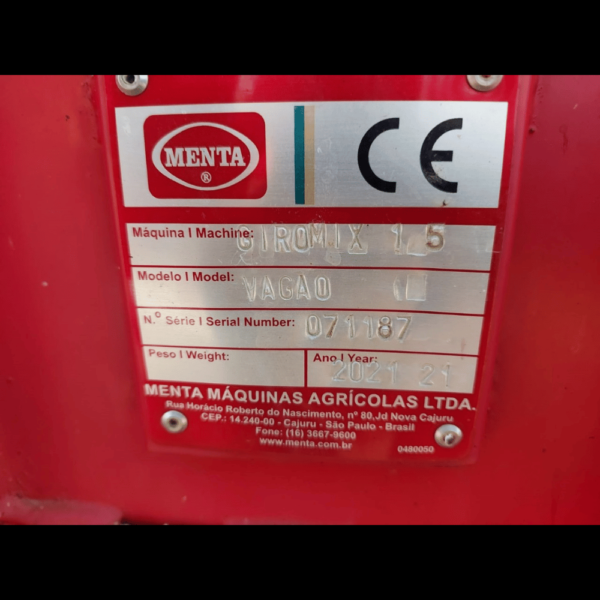 MENTA
®
CE
Máquina | Machine: GIROMIX 1.5
Modelo | Model: VAGAO
N.º Série | Serial Number: 071187
Peso | Weight:
Ano | Year: 2021 21
MENTA MÁQUINAS AGRÍCOLAS LTDA.
Rua Horácio Roberto do Nascimento, nº 80,Jd Nova Cajuru
CEP.: 14.240-00 - Cajuru - São Paulo - Brasil
Fone: (16) 3667-9600
www.menta.com.br
0480050